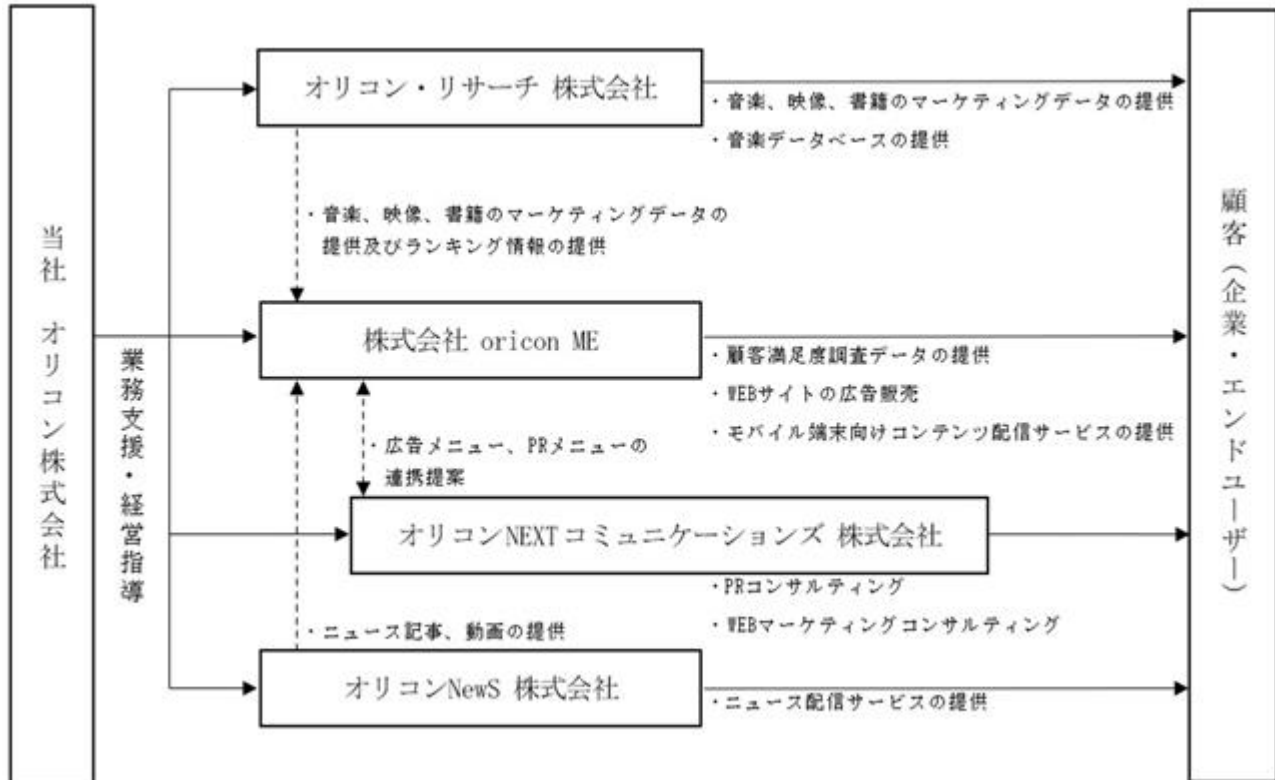 当社 オリコン株式会社
業務支援・経営指導
オリコン・リサーチ 株式会社
・音楽、映像、書籍のマーケティングデータの提供
・音楽データベースの提供
・音楽、映像、書籍のマーケティングデータの
提供及びランキング情報の提供
株式会社 oricon ME
・顧客満足度調査データの提供
・WEBサイトの広告販売
・モバイル端末向けコンテンツ配信サービスの提供
・広告メニュー、PRメニューの
連携提案
オリコンNEXTコミュニケーションズ 株式会社
・PRコンサルティング
・WEBマーケティングコンサルティング
・ニュース記事、動画の提供
オリコンNewS 株式会社
・ニュース配信サービスの提供
顧客（企業・エンドユーザー）